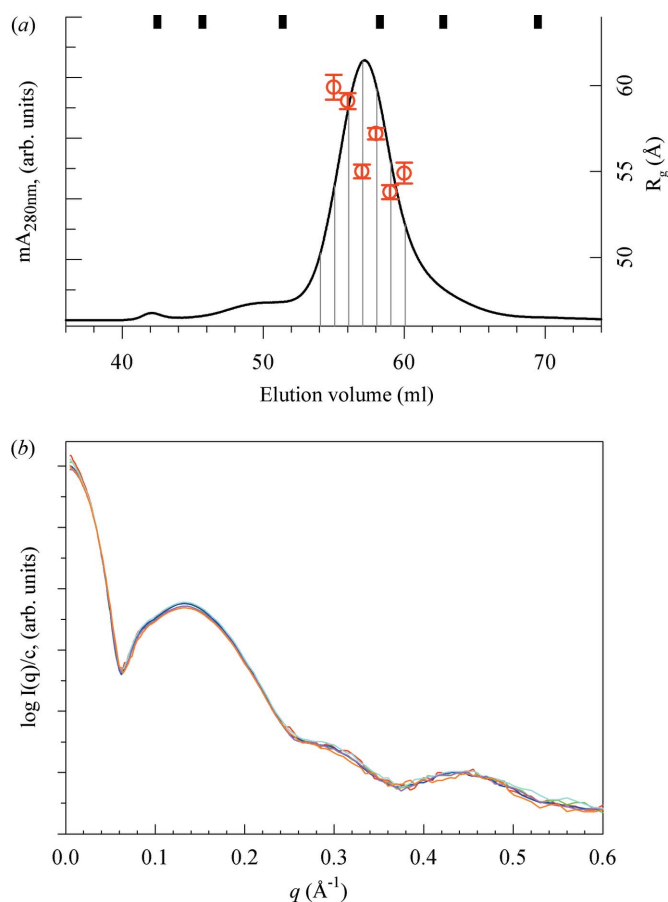 (a)
mA280nm, (arb. units)
60
55
50
Rg (Å)
40 50 60 70
Elution volume (ml)
(b)
log I(q)/c, (arb. units)
0.0 0.1 0.2 0.3 0.4 0.5 0.6
q (Å-1)